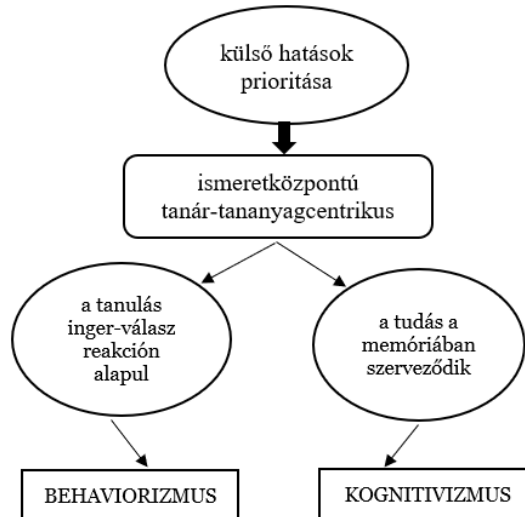 külső hatások
prioritása
ismeretközpontú
tanár-tananyagcentrikus
a tanulás
inger-válasz
reakción
alapul
a tudás a
memóriában
szerveződik
BEHAVIORIZMUS
KOGNITIVIZMUS